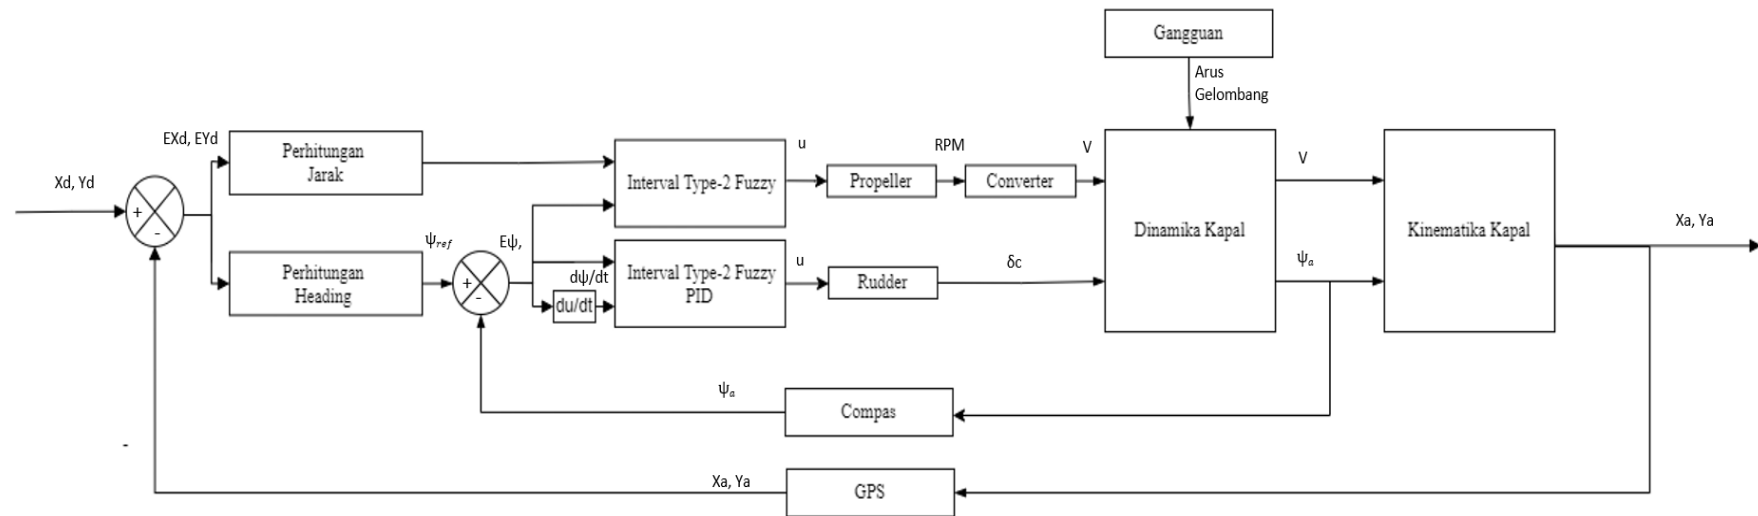 Gangguan
Arus
Gelombang
EXd, EYd
Perhitungan
Jarak
u
RPM
V
V
Xd, Yd
+
-
Interval Type-2 Fuzzy
Propeller
Converter
Dinamika Kapal
Kinematika Kapal
Xa, Ya
ψref
Eψ,
Perhitungan
Heading
+
-
dψ/dt
du/dt
Interval Type-2 Fuzzy
PID
u
Rudder
δc
ψa
ψa
Compas
-
Xa, Ya
GPS